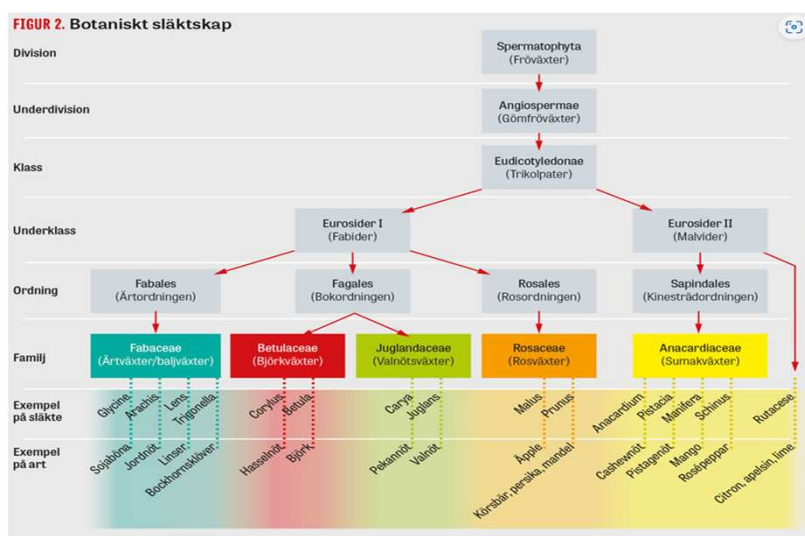 FIGUR 2. Botaniskt släktskap
Division
Spermatophyta
(Fröväxter)
Underdivision
Angiospermae
(Gömfröväxter)
Klass
Eudicotyledonae
(Trikolpater)
Underklass
Eurosider I
(Fabider)
Eurosider II
(Malvider)
Ordning
Fabales
(Ärtordningen)
Fagales
(Bokordningen)
Rosales
(Rosordningen)
Sapindales
(Kinesträdordningen)
Familj
Fabaceae
(Ärtväxter/baljväxter)
Betulaceae
(Björkväxter)
Juglandaceae
(Valnötsväxter)
Rosaceae
(Rosväxter)
Anacardiaceae
(Sumakväxter)
Exempel
på släkte
Glycine
Arachis
Lens
Trigonella
Corylus
Betula
Carya
Juglans
Malus
Prunus
Anacardium
Pistacia
Manifera
Schinus
Rutacese
Exempel
på art
Sojaböna
Jordnöt
Linser
Bockhornsklöver
Hasselnöt
Björk
Pekannöt
Valnöt
Äpple
Körsbär, persika, mandel
Cashewnöt
Pistagenöt
Mango
Rosépeppar
Citron, apelsin, lime